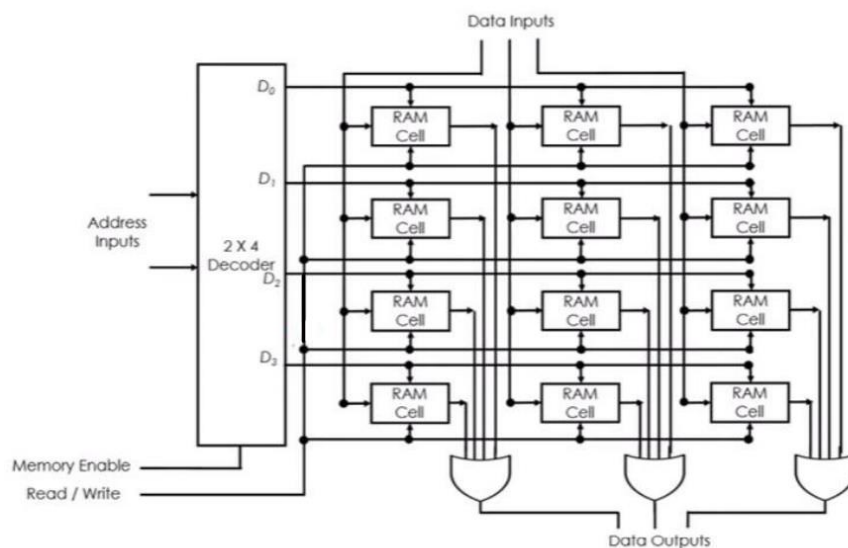 Data Inputs
D0
RAM
Cell
RAM
Cell
RAM
Cell
D1
Address
Inputs
RAM
Cell
RAM
Cell
RAM
Cell
2 X 4
Decoder
D2
RAM
Cell
RAM
Cell
RAM
Cell
D3
RAM
Cell
RAM
Cell
RAM
Cell
Memory Enable
Read / Write
Data Outputs